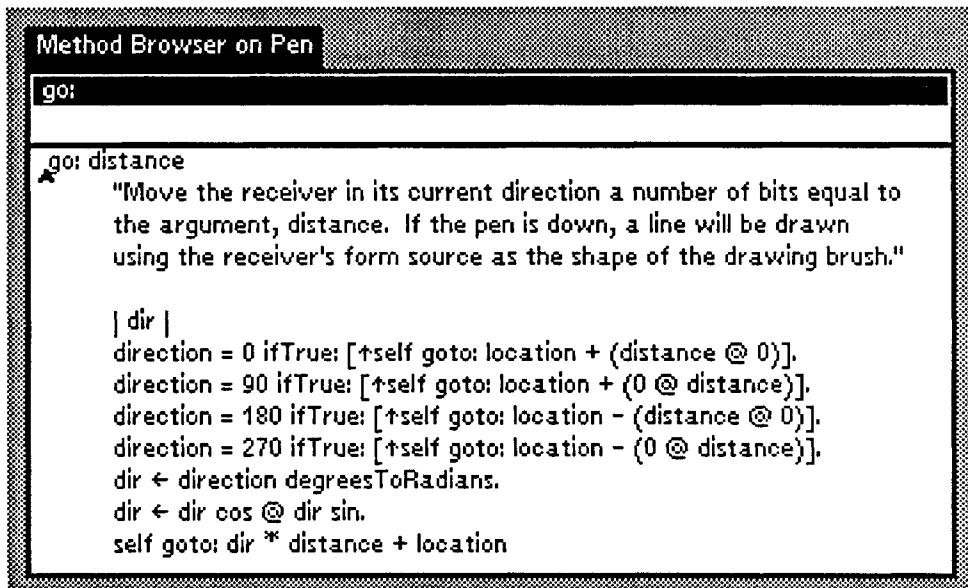 Method Browser on Pen
go:
go: distance
"Move the receiver in its current direction a number of bits equal to
the argument, distance.  If the pen is down, a line will be drawn
using the receiver's form source as the shape of the drawing brush."
| dir |
direction = 0 ifTrue: [↑self goto: location + (distance @ 0)].
direction = 90 ifTrue: [↑self goto: location + (0 @ distance)].
direction = 180 ifTrue: [↑self goto: location - (distance @ 0)].
direction = 270 ifTrue: [↑self goto: location - (0 @ distance)].
dir ← direction degreesToRadians.
dir ← dir cos @ dir sin.
self goto: dir * distance + location